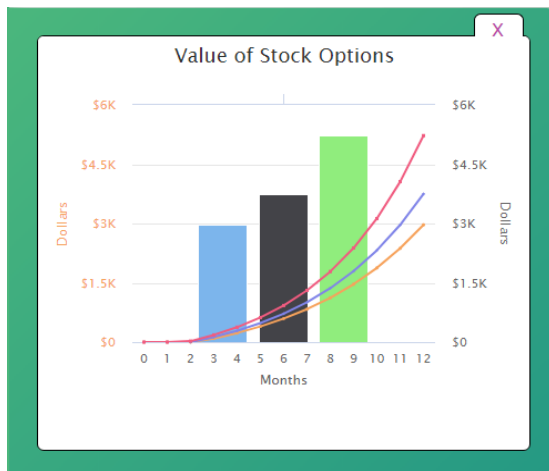 X
Value of Stock Options
$6K $6K
$4.5K $4.5K
$3K $3K
Dollars Dollars
$1.5K $1.5K
$0 $0
0 1 2 3 4 5 6 7 8 9 10 11 12
Months